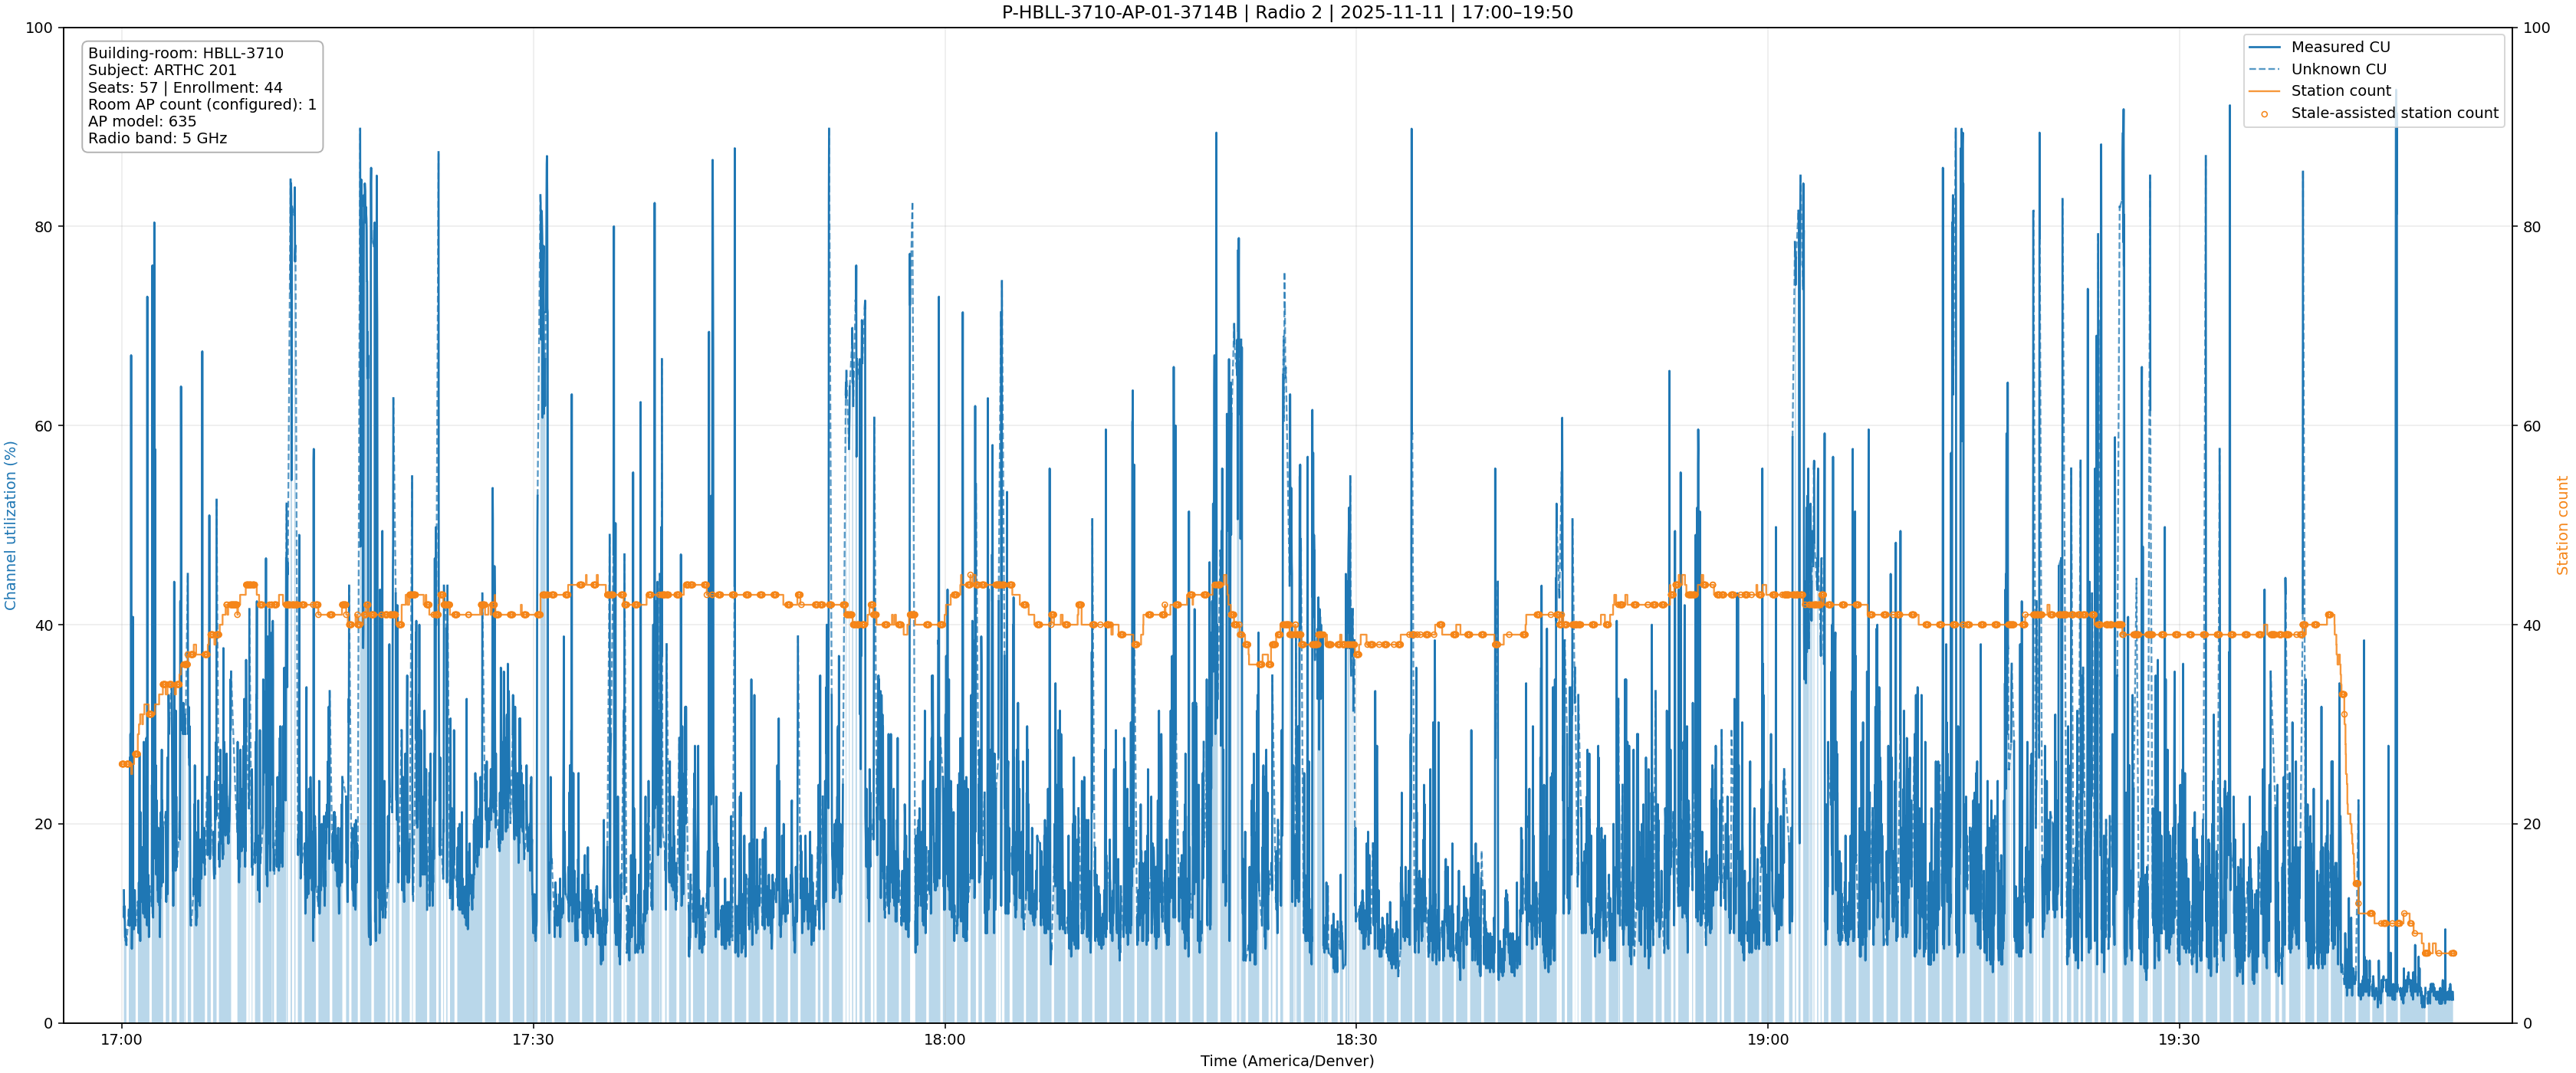 P-HBLL-3710-AP-01-3714B | Radio 2 | 2025-11-11 | 17:00–19:50
Building-room: HBLL-3710
Subject: ARTHC 201
Seats: 57 | Enrollment: 44
Room AP count (configured): 1
AP model: 635
Radio band: 5 GHz
Measured CU
Unknown CU
Station count
Stale-assisted station count
Channel utilization (%)
100
80
60
40
20
0
Station count
100
80
60
40
20
0
17:00
17:30
18:00
18:30
19:00
19:30
Time (America/Denver)